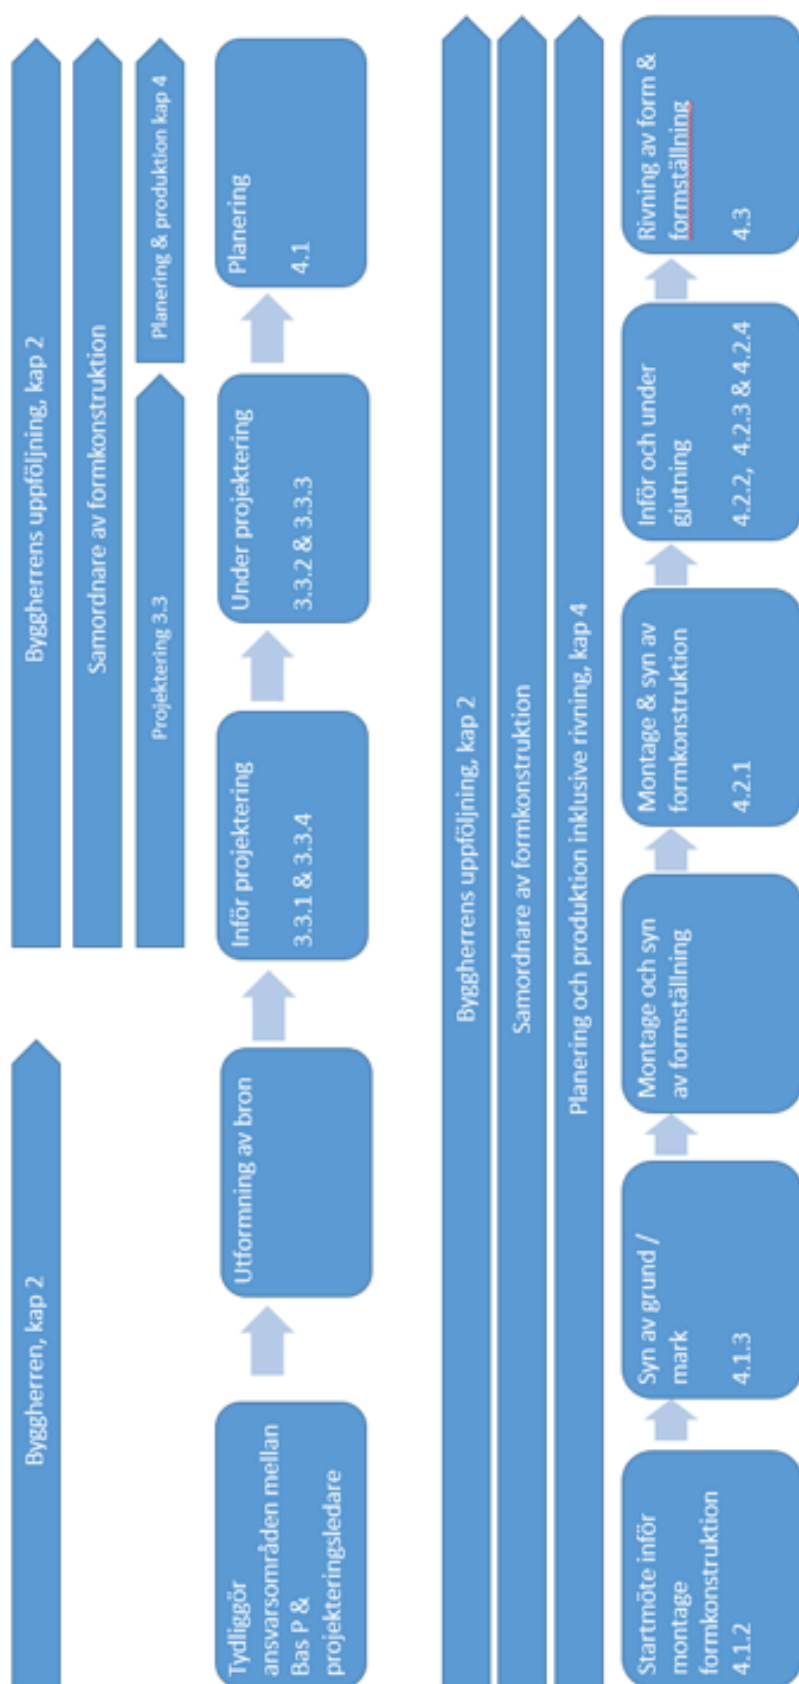 Byggherren, kap 2
Byggherrens uppföljning, kap 2
Samordnare av formkonstruktion
Projektering 3.3
Planering & produktion kap 4
Tydliggör
ansvarsområden mellan
Bas P &
projekteringsledare
Utformning av bron
Inför projektering
3.3.1 & 3.3.4
Under projektering
3.3.2 & 3.3.3
Planering
4.1
Byggherrens uppföljning, kap 2
Samordnare av formkonstruktion
Planering och produktion inklusive rivning, kap 4
Startmöte inför
montage
formkonstruktion
4.1.2
Syn av grund /
mark
4.1.3
Montage och syn
av formställning
Montage & syn av
formkonstruktion
4.2.1
Inför och under
gjutning
4.2.2, 4.2.3 & 4.2.4
Rivning av form &
formställning
4.3